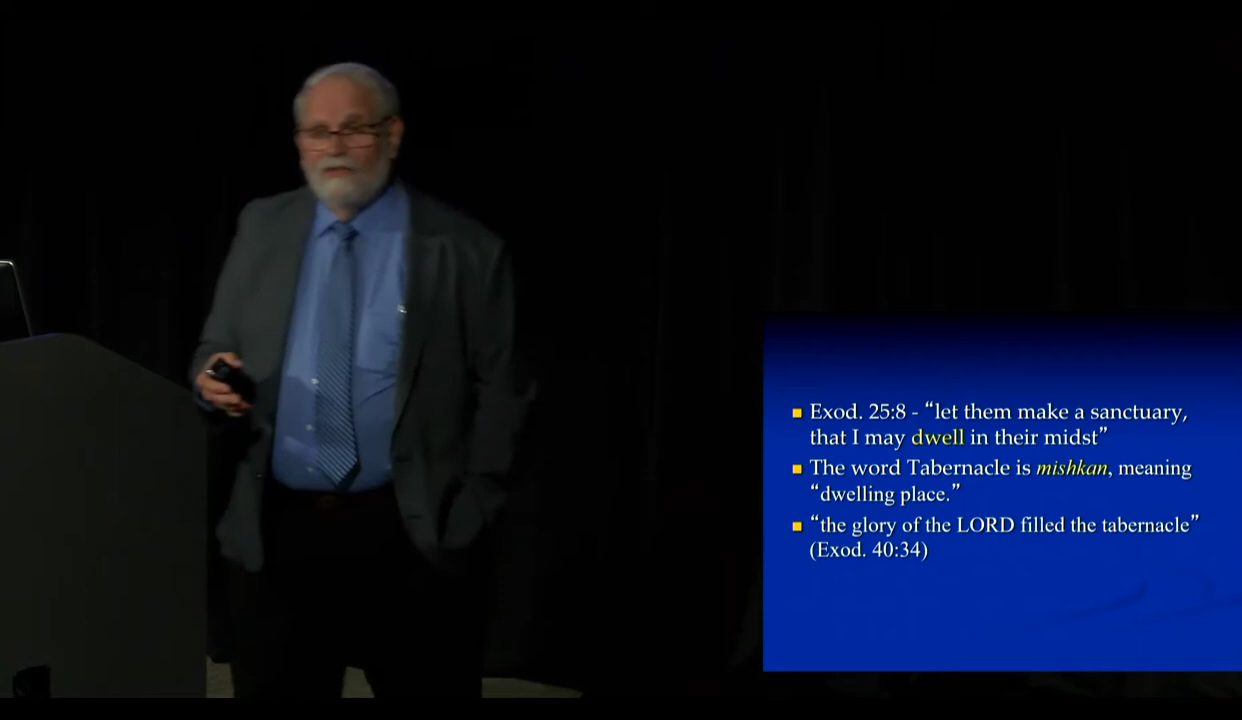 Exod. 25:8 - “let them make a sanctuary,
that I may dwell in their midst”
The word Tabernacle is mishkan, meaning
“dwelling place.”
“the glory of the LORD filled the tabernacle”
(Exod. 40:34)